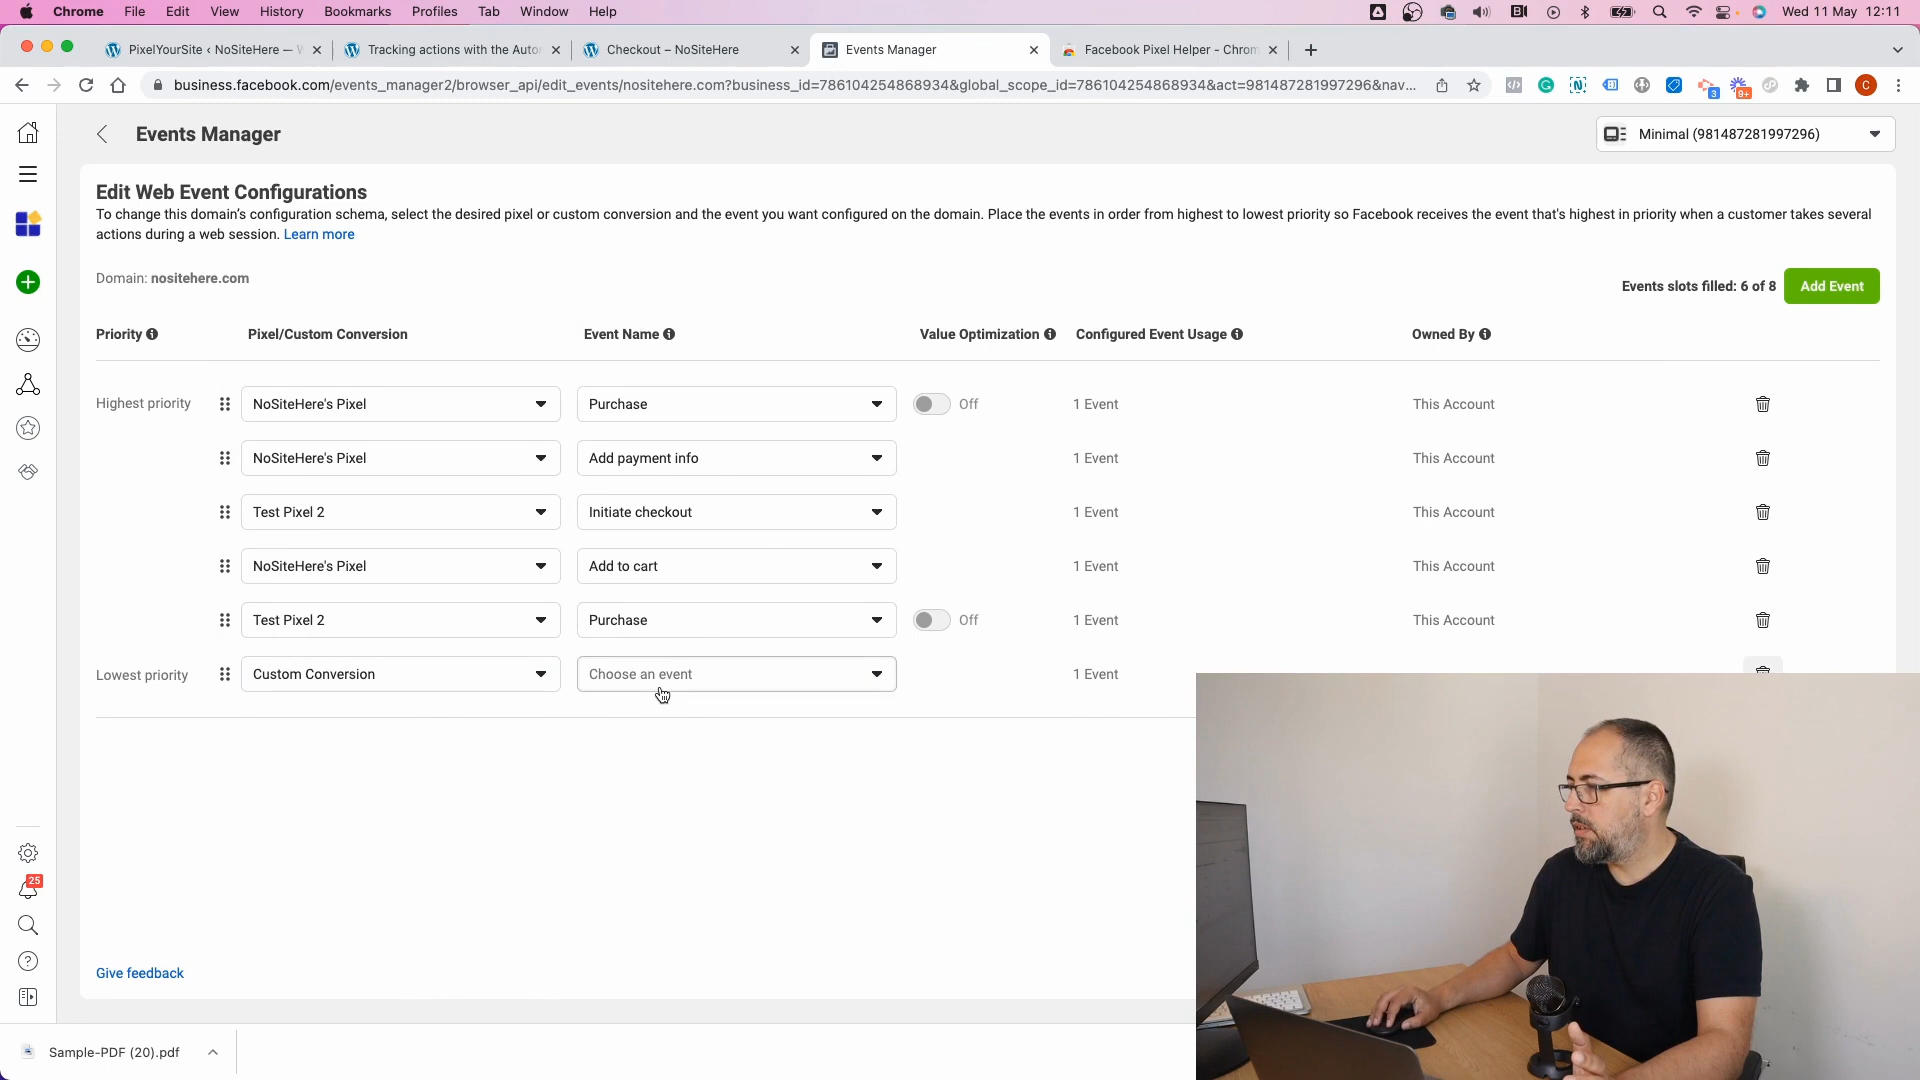 Chrome File Edit View History Bookmarks Profiles Tab Window Help Wed 11 May 12:11
PixelYourSite ‹ NoSiteHere — Tracking actions with the Auto Checkout – NoSiteHere Events Manager Facebook Pixel Helper - Chrom
business.facebook.com/events_manager2/browser_api/edit_events/nositehere.com?business_id=786104254868934&global_scope_id=786104254868934&act=981487281997296&nav... 3 9+ C
Events Manager Minimal (981487281997296)
Edit Web Event Configurations
To change this domain's configuration schema, select the desired pixel or custom conversion and the event you want configured on the domain. Place the events in order from highest to lowest priority so Facebook receives the event that's highest in priority when a customer takes several
actions during a web session. Learn more
Domain: nositehere.com
Events slots filled: 6 of 8 Add Event
Priority Pixel/Custom Conversion Event Name Value Optimization Configured Event Usage Owned By
Highest priority NoSiteHere's Pixel Purchase Off 1 Event This Account
NoSiteHere's Pixel Add payment info 1 Event This Account
Test Pixel 2 Initiate checkout 1 Event This Account
NoSiteHere's Pixel Add to cart 1 Event This Account
Test Pixel 2 Purchase Off 1 Event This Account
Lowest priority Custom Conversion Choose an event 1 Event
25
Give feedback
Sample-PDF (20).pdf